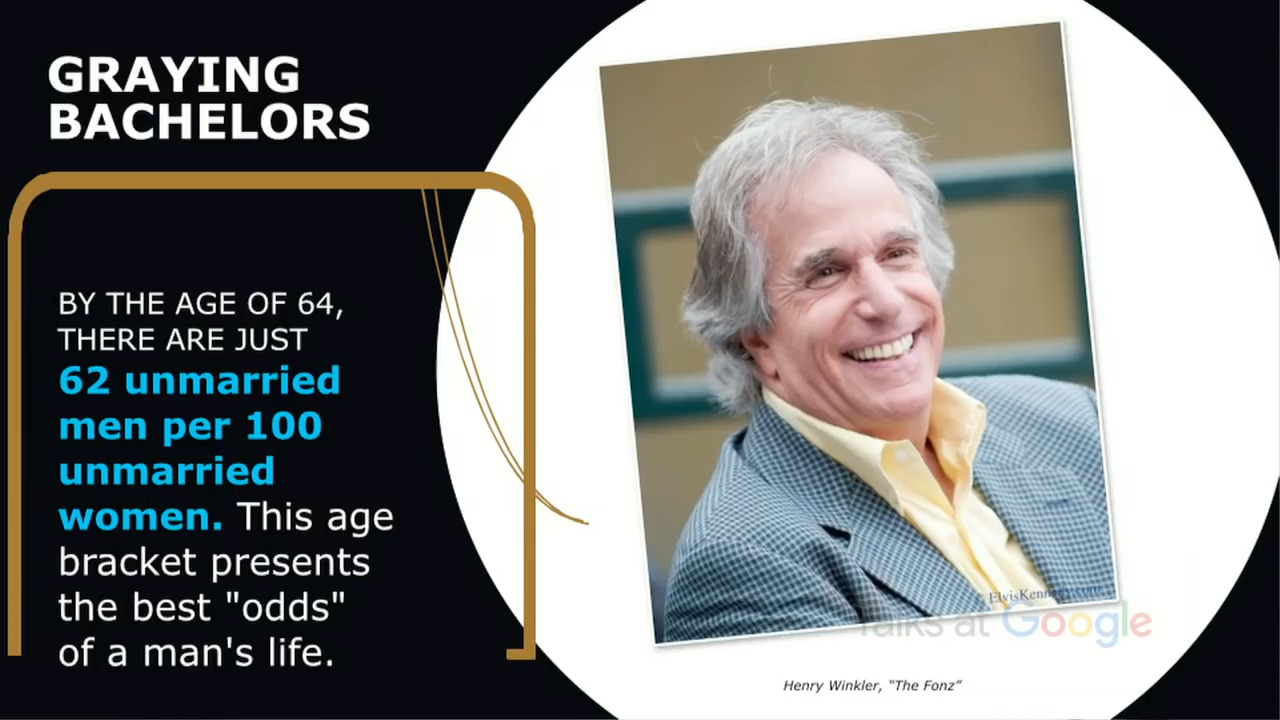 GRAYING
BACHELORS
BY THE AGE OF 64,
THERE ARE JUST
62 unmarried
men per 100
unmarried
women. This age
bracket presents
the best "odds"
of a man's life.
Talks at Google
Henry Winkler, “The Fonz”